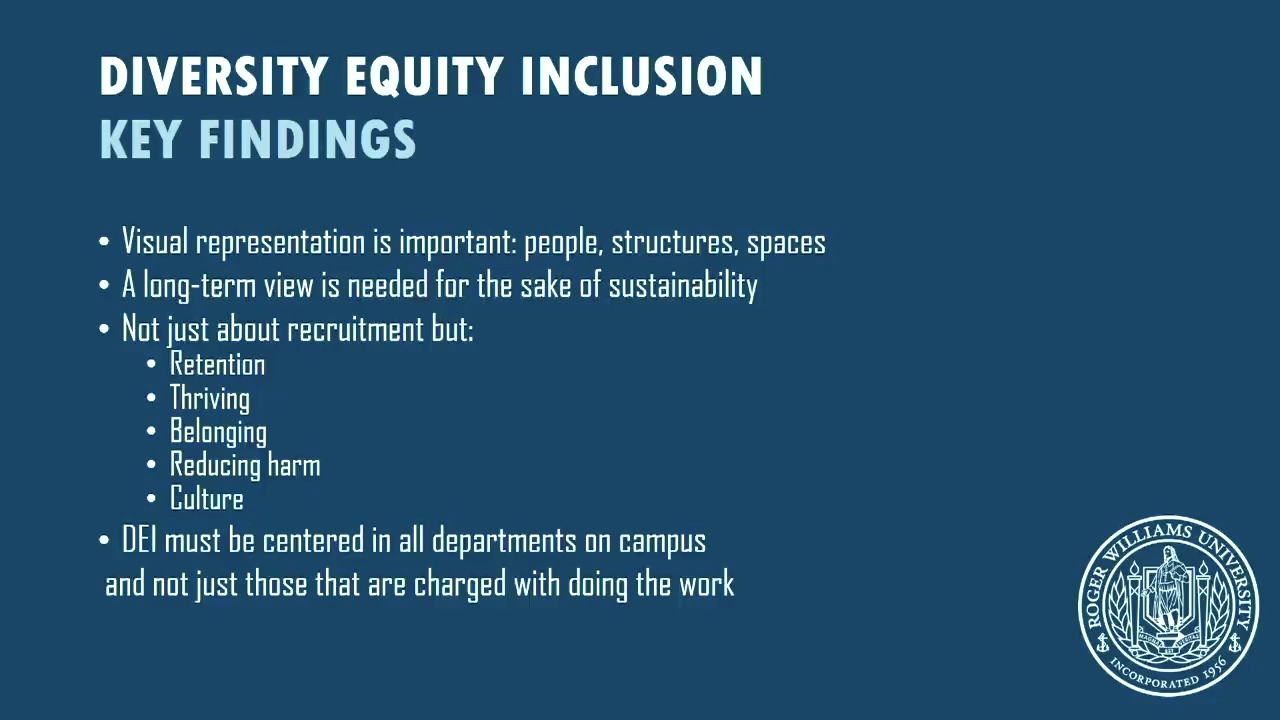 DIVERSITY EQUITY INCLUSION
KEY FINDINGS
• Visual representation is important: people, structures, spaces
• A long-term view is needed for the sake of sustainability
• Not just about recruitment but:
• Retention
• Thriving
• Belonging
• Reducing harm
• Culture
• DEI must be centered in all departments on campus
and not just those that are charged with doing the work
ROGER WILLIAMS UNIVERSITY
INCORPORATED 1956